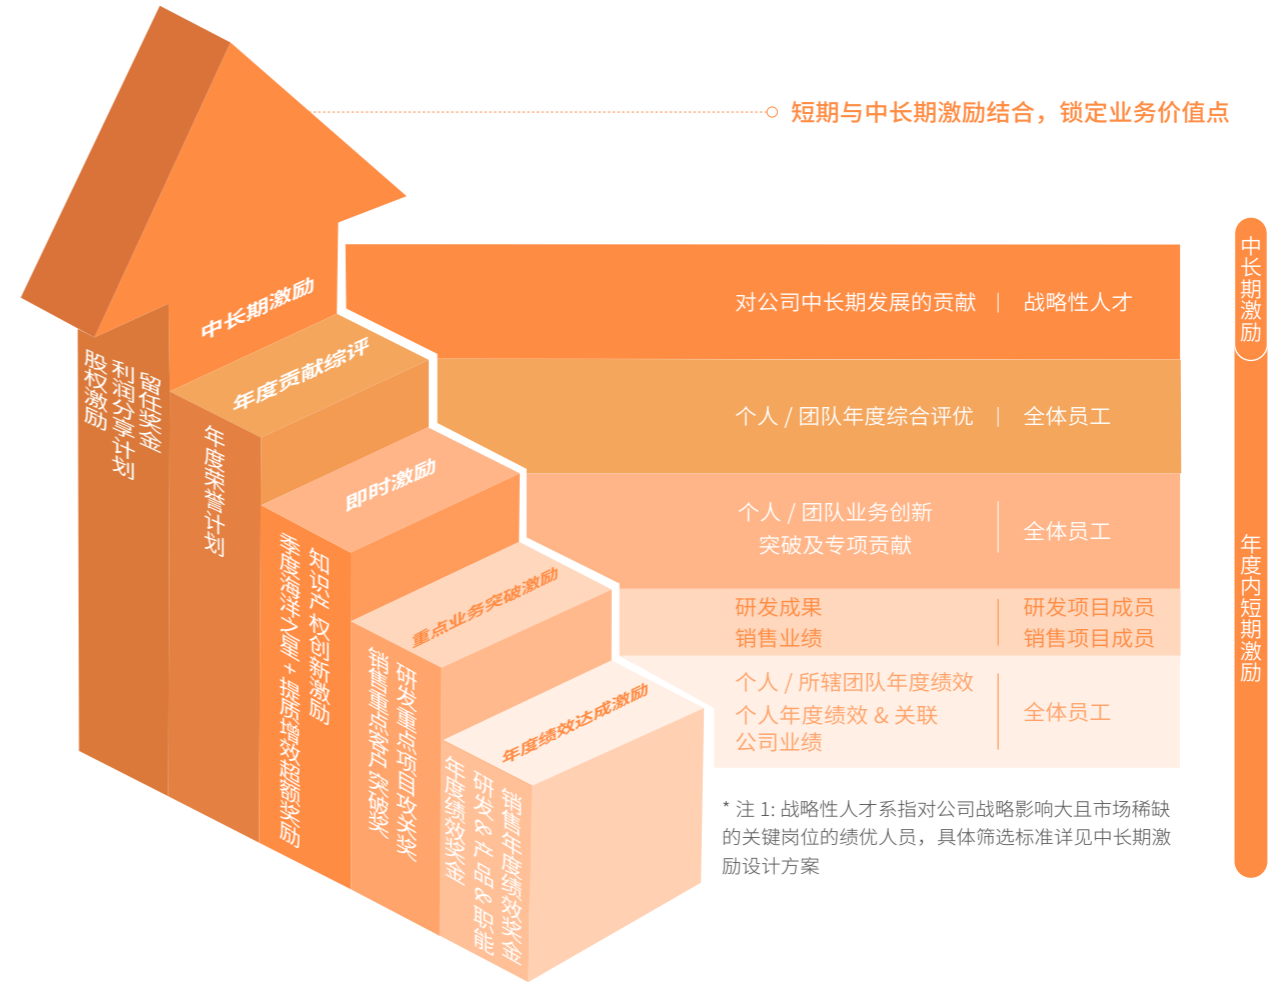 短期与中长期激励结合，锁定业务价值点
中长期激励
对公司中长期发展的贡献
战略性人才
年度贡献综评
个人 / 团队年度综合评优
全体员工
即时激励
个人 / 团队业务创新
突破及专项贡献
全体员工
重点业务突破激励
研发成果
销售业绩
研发项目成员
销售项目成员
年度绩效达成激励
个人 / 所辖团队年度绩效
个人年度绩效 & 关联
公司业绩
全体员工
留任奖金
利润分享计划
股权激励
年度荣誉计划
知识产权创新激励
季度海洋之星 + 提质增效超额奖励
研发重点项目攻关奖
销售重点客户突破奖
销售年度绩效奖金
研发 & 产品 & 职能
年度绩效奖金
中长期激励
年度内短期激励
* 注 1: 战略性人才系指对公司战略影响大且市场稀缺
的关键岗位的绩优人员，具体筛选标准详见中长期激
励设计方案